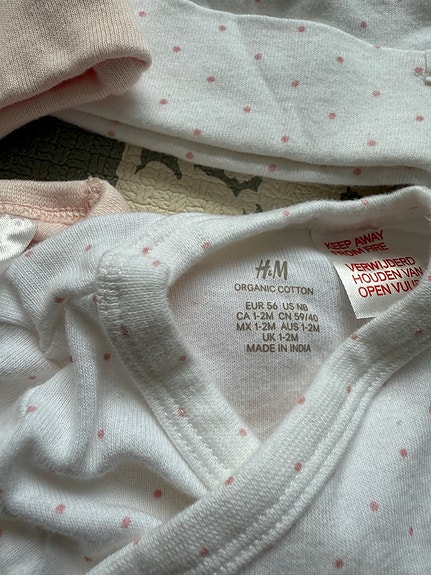 H&M
ORGANIC COTTON
EUR 56 US NB
CA 1-2M CN 59/40
MX 1-2M AUS 1-2M
UK 1-2M
MADE IN INDIA
KEEP AWAY
FROM FIRE
VERWIJDERD
HOUDEN VAN
OPEN VUUR